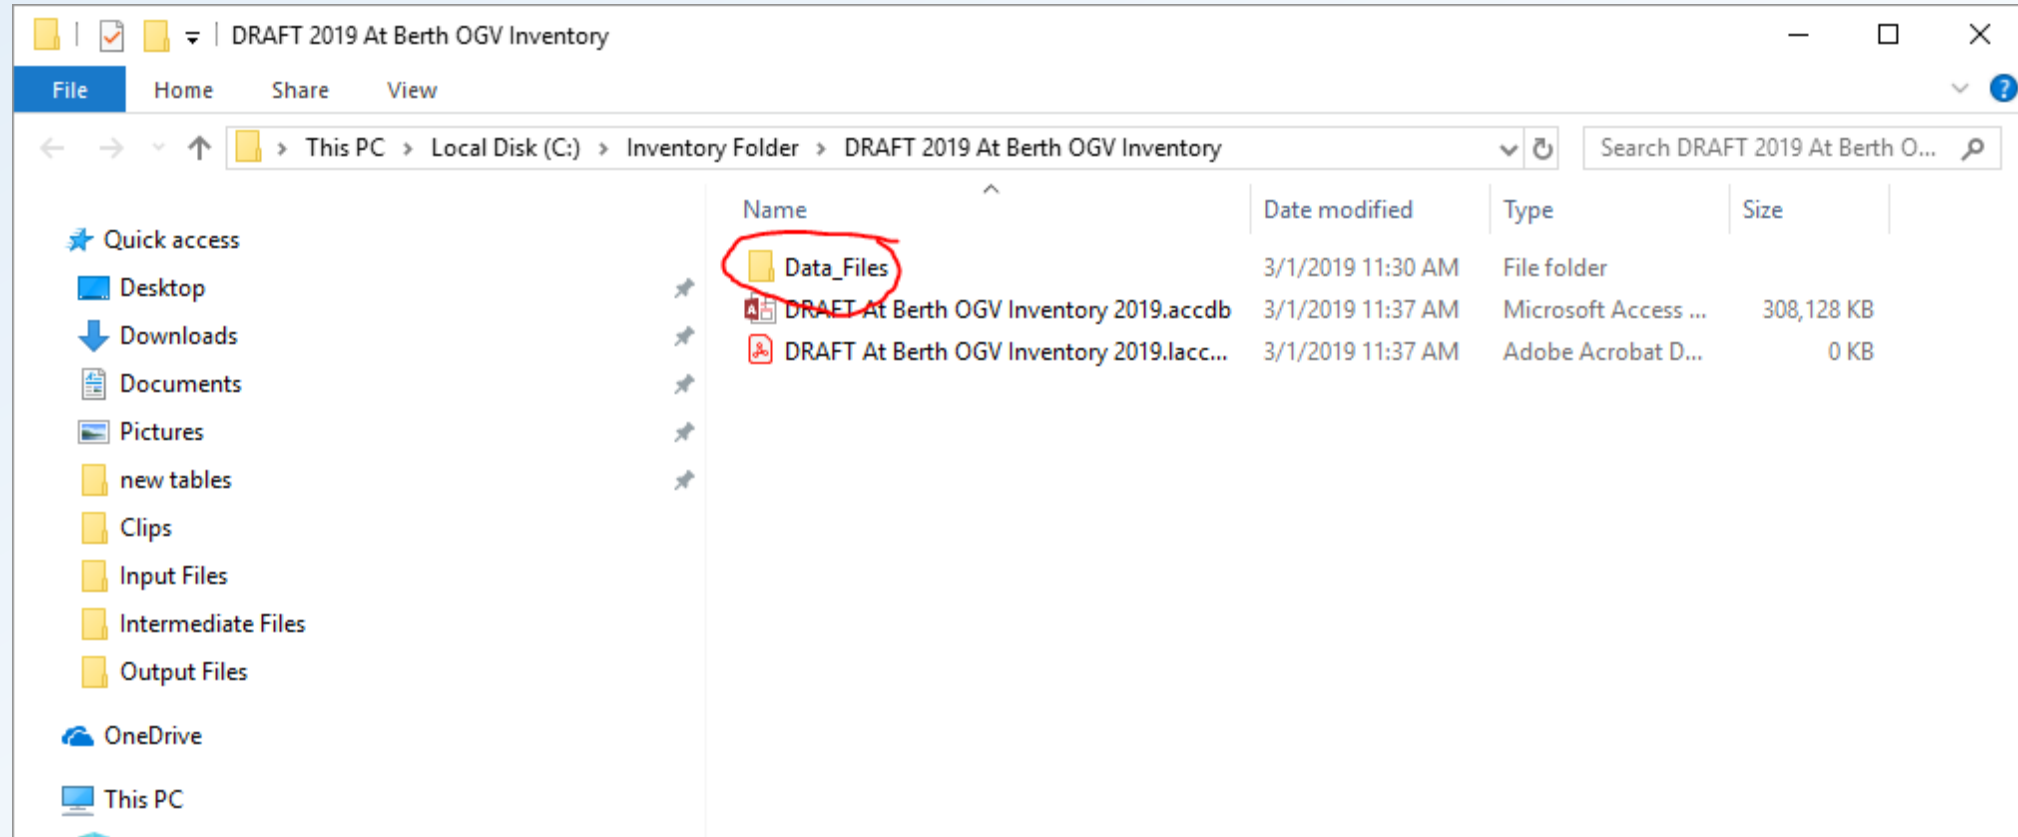 DRAFT 2019 At Berth OGV Inventory
File Home Share View
?
This PC > Local Disk (C:) > Inventory Folder > DRAFT 2019 At Berth OGV Inventory Search DRAFT 2019 At Berth O...
Name Date modified Type Size
Quick access
Desktop
Downloads
Documents
Pictures
new tables
Clips
Input Files
Intermediate Files
Output Files
OneDrive
This PC
Data_Files 3/1/2019 11:30 AM File folder
DRAFT At Berth OGV Inventory 2019.accdb 3/1/2019 11:37 AM Microsoft Access ... 308,128 KB
DRAFT At Berth OGV Inventory 2019.lacc... 3/1/2019 11:37 AM Adobe Acrobat D... 0 KB